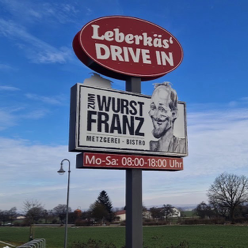 Leberkäs'
DRIVE IN
ZUM WURST
FRANZ
METZGEREI - BISTRO
Mo-Sa: 08:00-18:00 Uhr